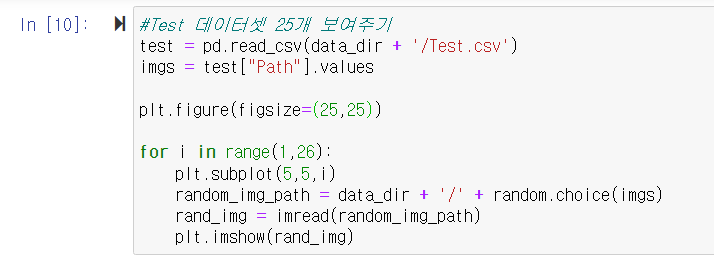 In [10]:
#Test 데이터셋 25개 보여주기
test = pd.read_csv(data_dir + '/Test.csv')
imgs = test["Path"].values

plt.figure(figsize=(25,25))

for i in range(1,26):
    plt.subplot(5,5,i)
    random_img_path = data_dir + '/' + random.choice(imgs)
    rand_img = imread(random_img_path)
    plt.imshow(rand_img)